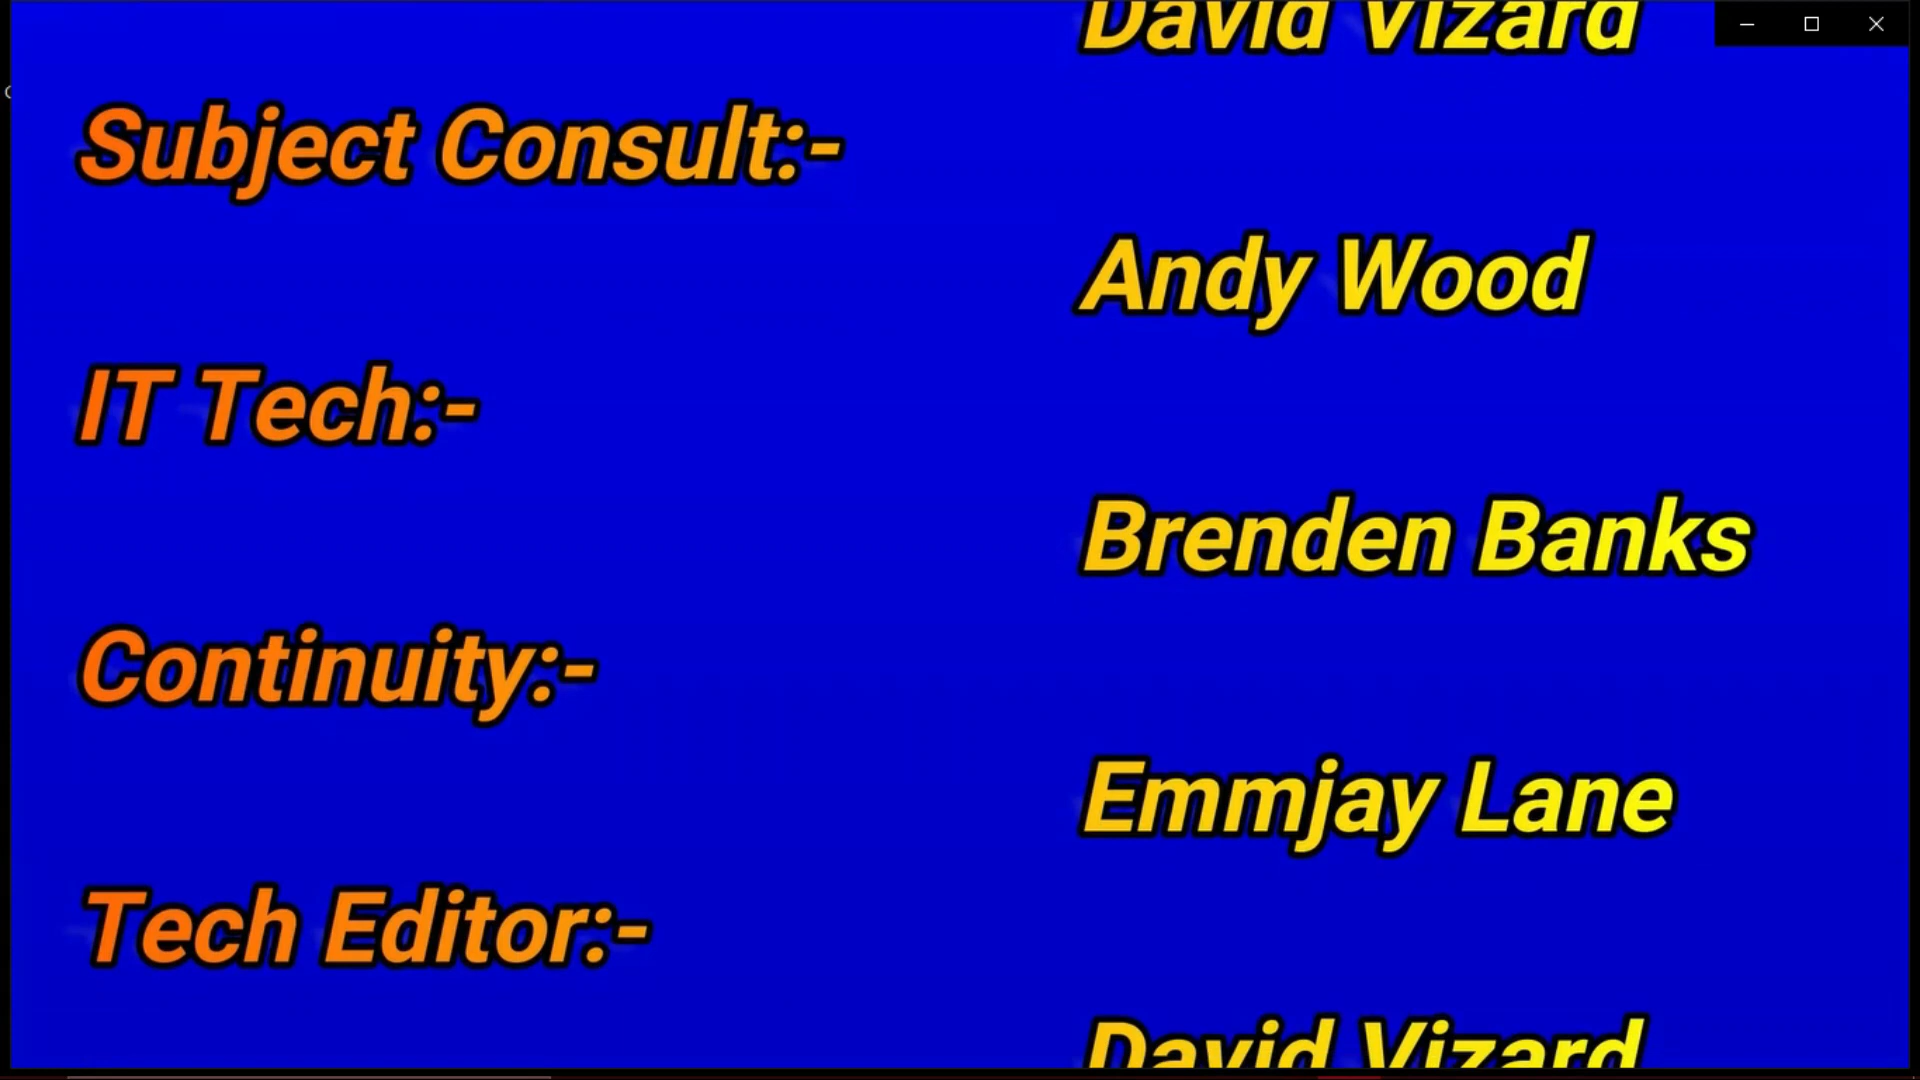 David Vizard
Subject Consult:-
Andy Wood
IT Tech:-
Brenden Banks
Continuity:-
Emmjay Lane
Tech Editor:-
David Vizard